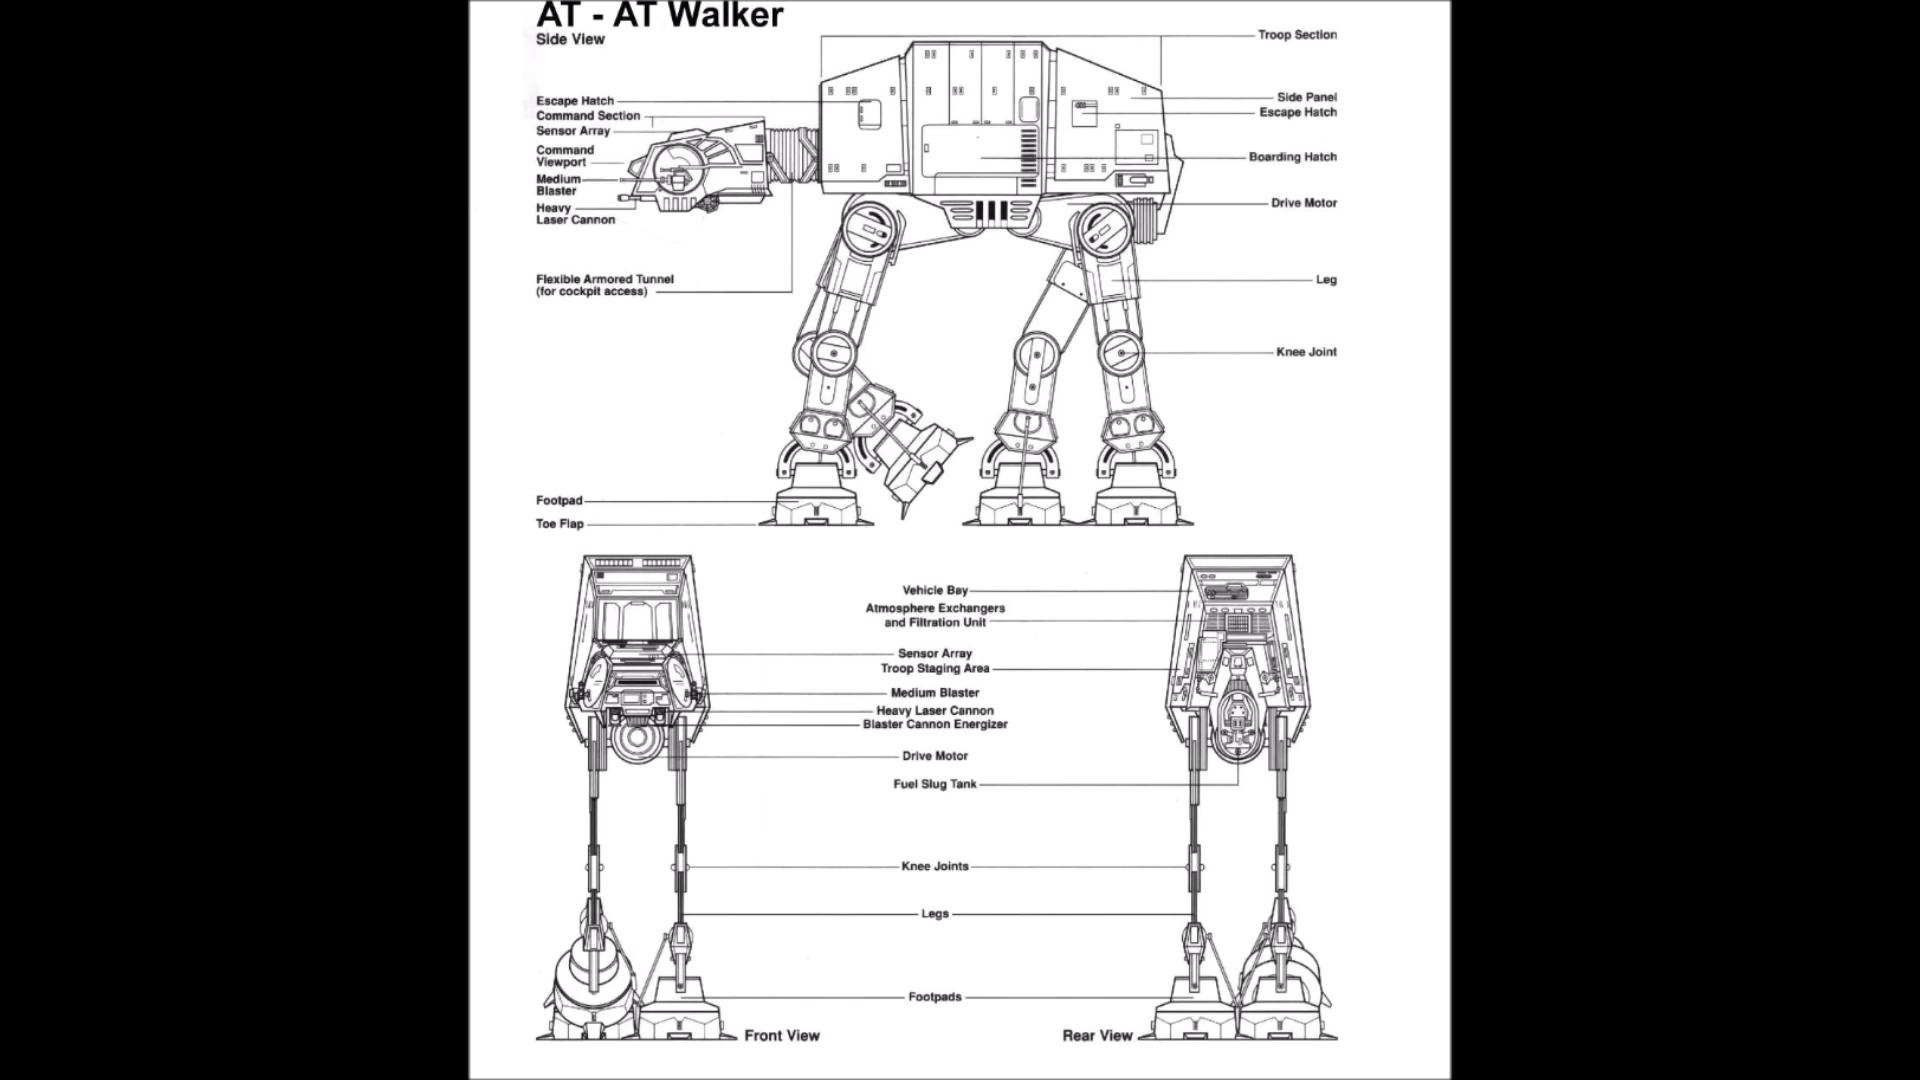 AT - AT Walker
Side View
Troop Section
Escape Hatch
Command Section
Sensor Array
Command
Viewport
Medium
Blaster
Heavy
Laser Cannon
Flexible Armored Tunnel
(for cockpit access)
Footpad
Toe Flap
Side Panel
Escape Hatch
Boarding Hatch
Drive Motor
Leg
Knee Joint
Vehicle Bay
Atmosphere Exchangers
and Filtration Unit
Sensor Array
Troop Staging Area
Medium Blaster
Heavy Laser Cannon
Blaster Cannon Energizer
Drive Motor
Fuel Slug Tank
Knee Joints
Legs
Footpads
Front View
Rear View